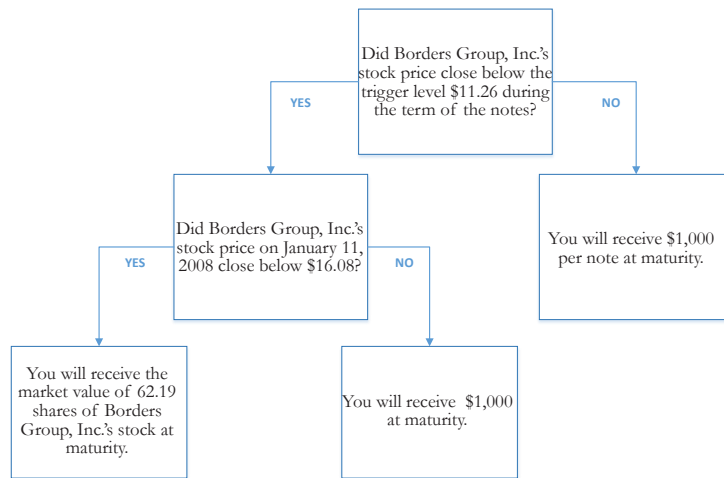 Did Borders Group, Inc.'s
stock price close below the
trigger level $11.26 during
the term of the notes?
YES
NO
Did Borders Group, Inc.'s
stock price on January 11,
2008 close below $16.08?
You will receive $1,000
per note at maturity.
YES
NO
You will receive the
market value of 62.19
shares of Borders
Group, Inc.'s stock at
maturity.
You will receive $1,000
at maturity.